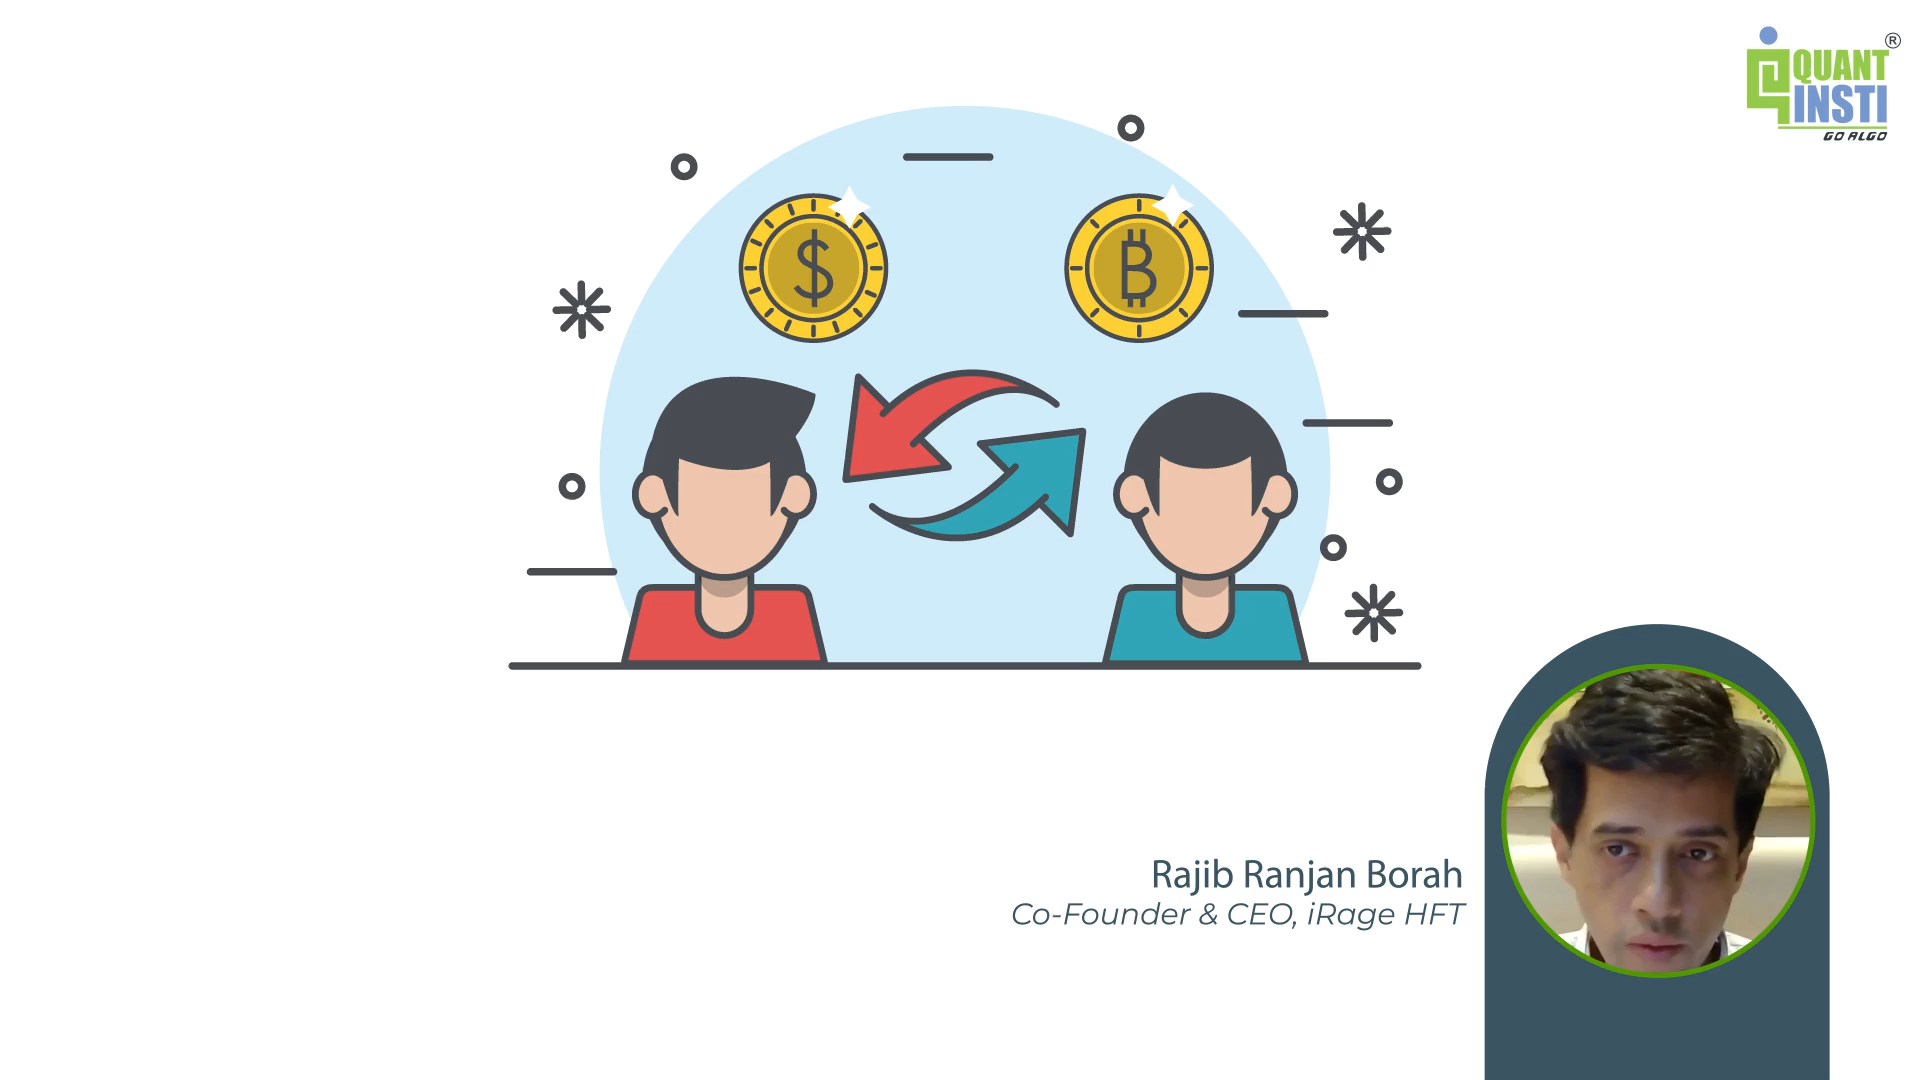 QUANT
INSTI
®
GO ALGO
$
₿
Rajib Ranjan Borah
Co-Founder & CEO, iRage HFT